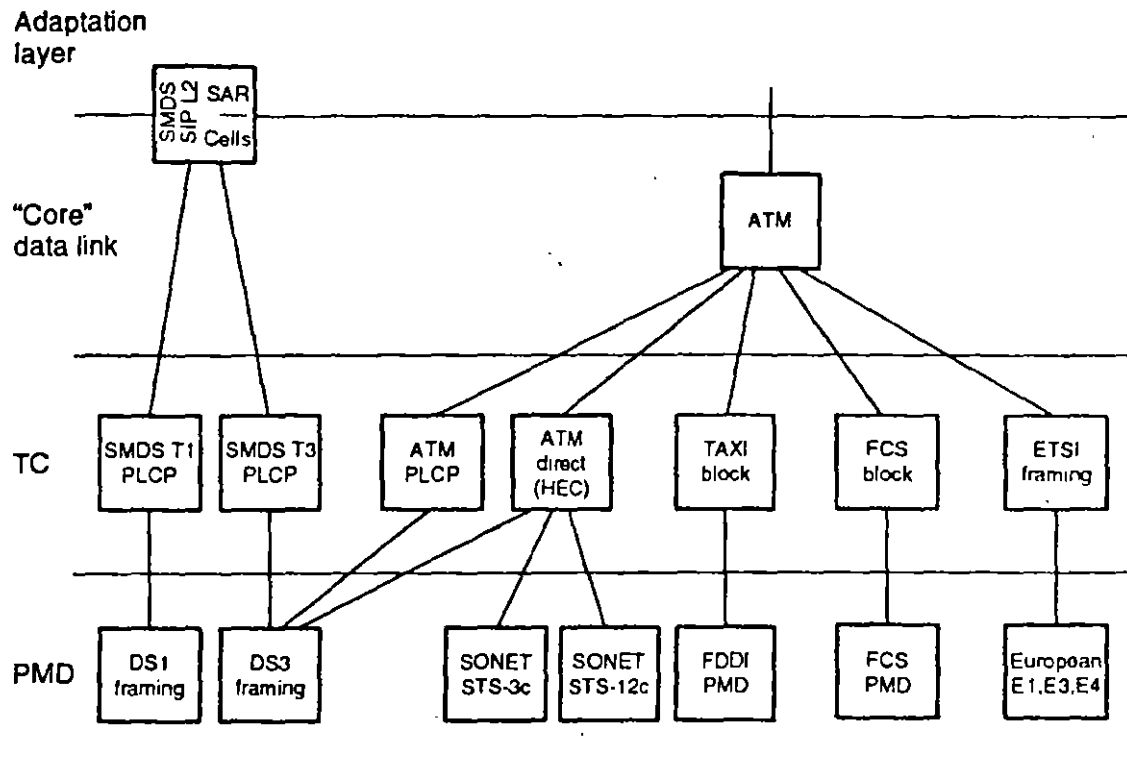 Adaptation
layer
SMDS
SIP L2
SAR
Cells
"Core"
data link
ATM
TC
SMDS T1
PLCP
SMDS T3
PLCP
ATM
PLCP
ATM
direct
(HEC)
TAXI
block
FCS
block
ETSI
framing
PMD
DS1
framing
DS3
framing
SONET
STS-3c
SONET
STS-12c
FDDI
PMD
FCS
PMD
European
E1,E3,E4